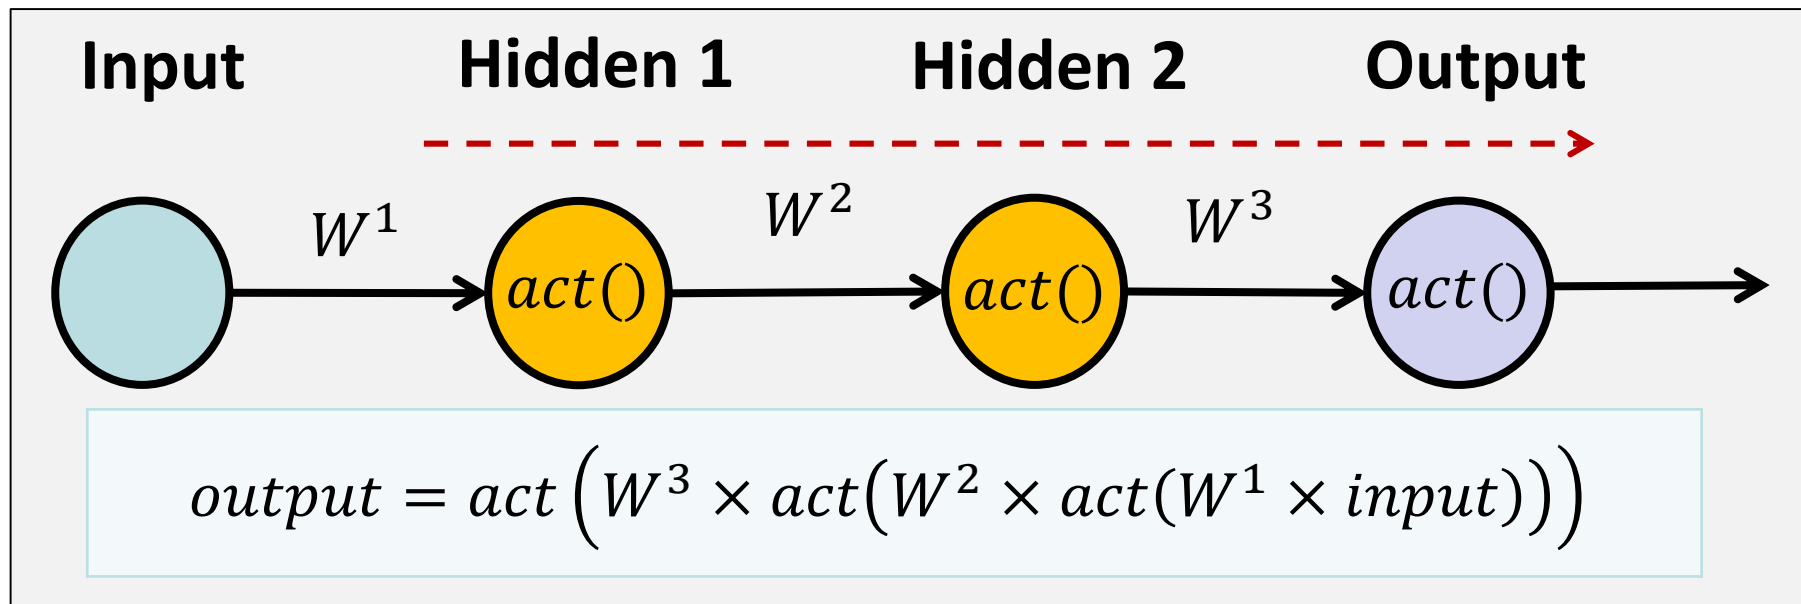 Input Hidden 1 Hidden 2 Output
W¹ W² W³
act() act() act()
output = act(W³ × act(W² × act(W¹ × input)))